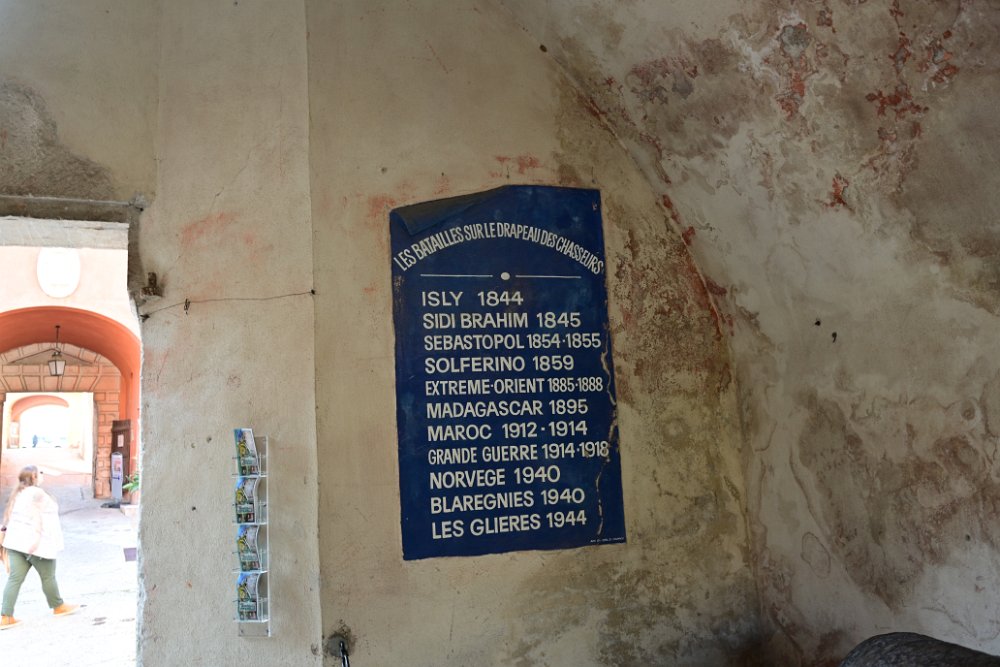 LES BATAILLES SUR LE DRAPEAU DES CHASSEURS
ISLY 1844
SIDI BRAHIM 1845
SEBASTOPOL 1854·1855
SOLFERINO 1859
EXTREME·ORIENT 1885·1888
MADAGASCAR 1895
MAROC 1912·1914
GRANDE GUERRE 1914·1918
NORVEGE 1940
BLAREGNIES 1940
LES GLIERES 1944